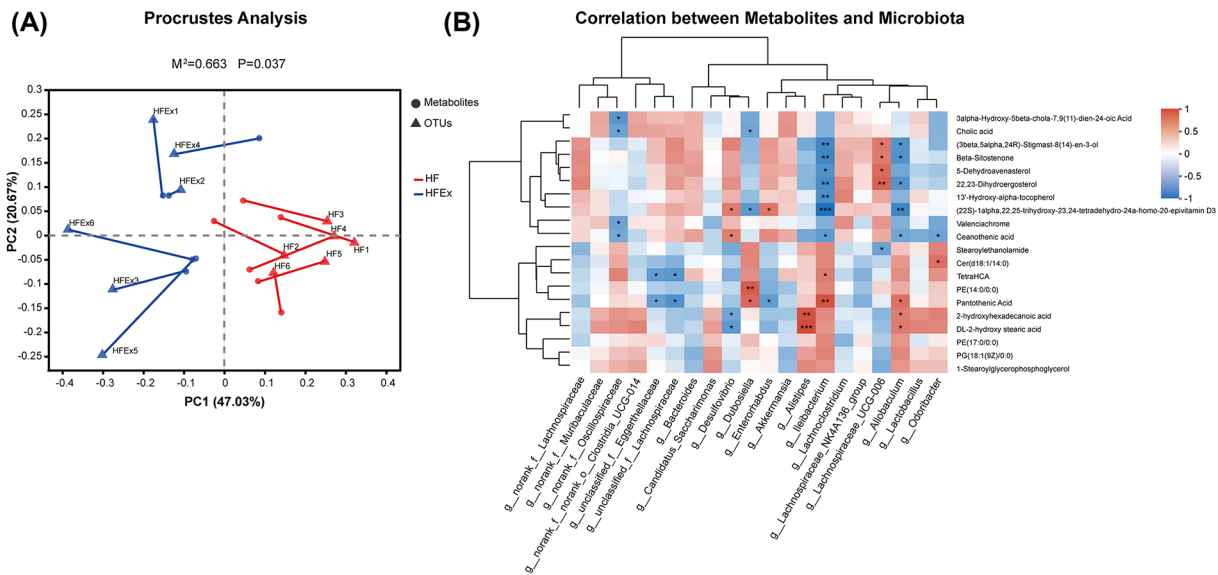 (A)
Procrustes Analysis
M²=0.663 P=0.037
PC2 (20.67%)
0.3
0.25
0.2
0.15
0.1
0.05
0
-0.05
-0.1
-0.15
-0.2
-0.25
HFEx1
HFEx4
HFEx2
HFEx6
HFEx3
HFEx5
HF3
HF4
HF1
HF2
HF5
HF6
-0.4
-0.3
-0.2
-0.1
0
0.1
0.2
0.3
0.4
PC1 (47.03%)
Metabolites
OTUs
HF
HFEx
(B)
Correlation between Metabolites and Microbiota
3alpha-Hydroxy-5beta-chola-7,9(11)-dien-24-oic Acid
Cholic acid
(3beta,5alpha,24R)-Stigmast-8(14)-en-3-ol
Beta-Sitostenone
5-Dehydroavenasterol
22,23-Dihydroergosterol
13'-Hydroxy-alpha-tocopherol
(22S)-1alpha,22,25-trihydroxy-23,24-tetradehydro-24a-homo-20-epivitamin D3
Valenciachrome
Ceanothenic acid
Stearoylethanolamide
Cer(d18:1/14:0)
TetraHCA
PE(14:0/0:0)
Pantothenic Acid
2-hydroxyhexadecanoic acid
DL-2-hydroxy stearic acid
PE(17:0/0:0)
PG(18:1(9Z)/0:0)
1-Stearoylglycerophosphoglycerol
g__norank_f__Lachnospiraceae
g__norank_f__Muribaculaceae
g__norank_f__Oscillospiraceae
g__norank_f__norank_o__Clostridia_UCG-014
g__unclassified_f__Eggerthellaceae
g__unclassified_f__Lachnospiraceae
g__Bacteroides
g__Candidatus_Saccharimonas
g__Desulfovibrio
g__Dubosiella
g__Enterorhabdus
g__Akkermansia
g__Alistipes
g__Ileibacterium
g__Lachnoclostridium
g__Lachnospiraceae_NK4A136_group
g__Lachnospiraceae_UCG-006
g__Allobaculum
g__Lactobacillus
g__Odoribacter
1
0.5
0
-0.5
-1